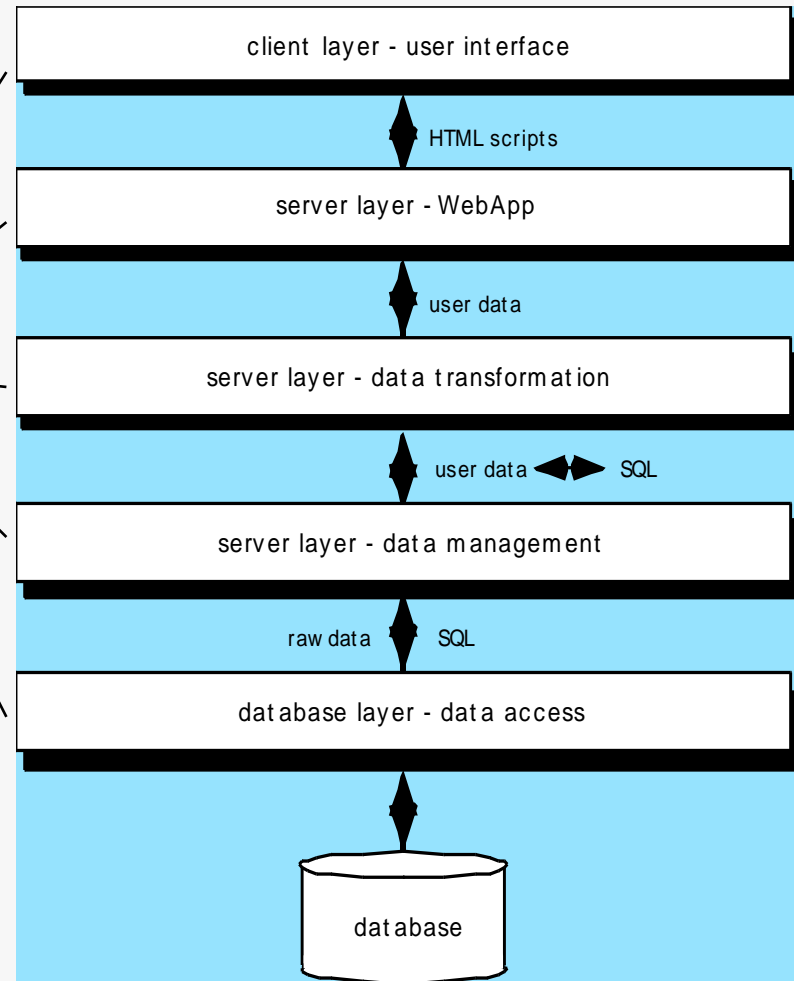 client layer - user interface
HTML scripts
server layer - WebApp
user data
server layer - data transformation
user data SQL
server layer - data management
raw data SQL
database layer - data access
database